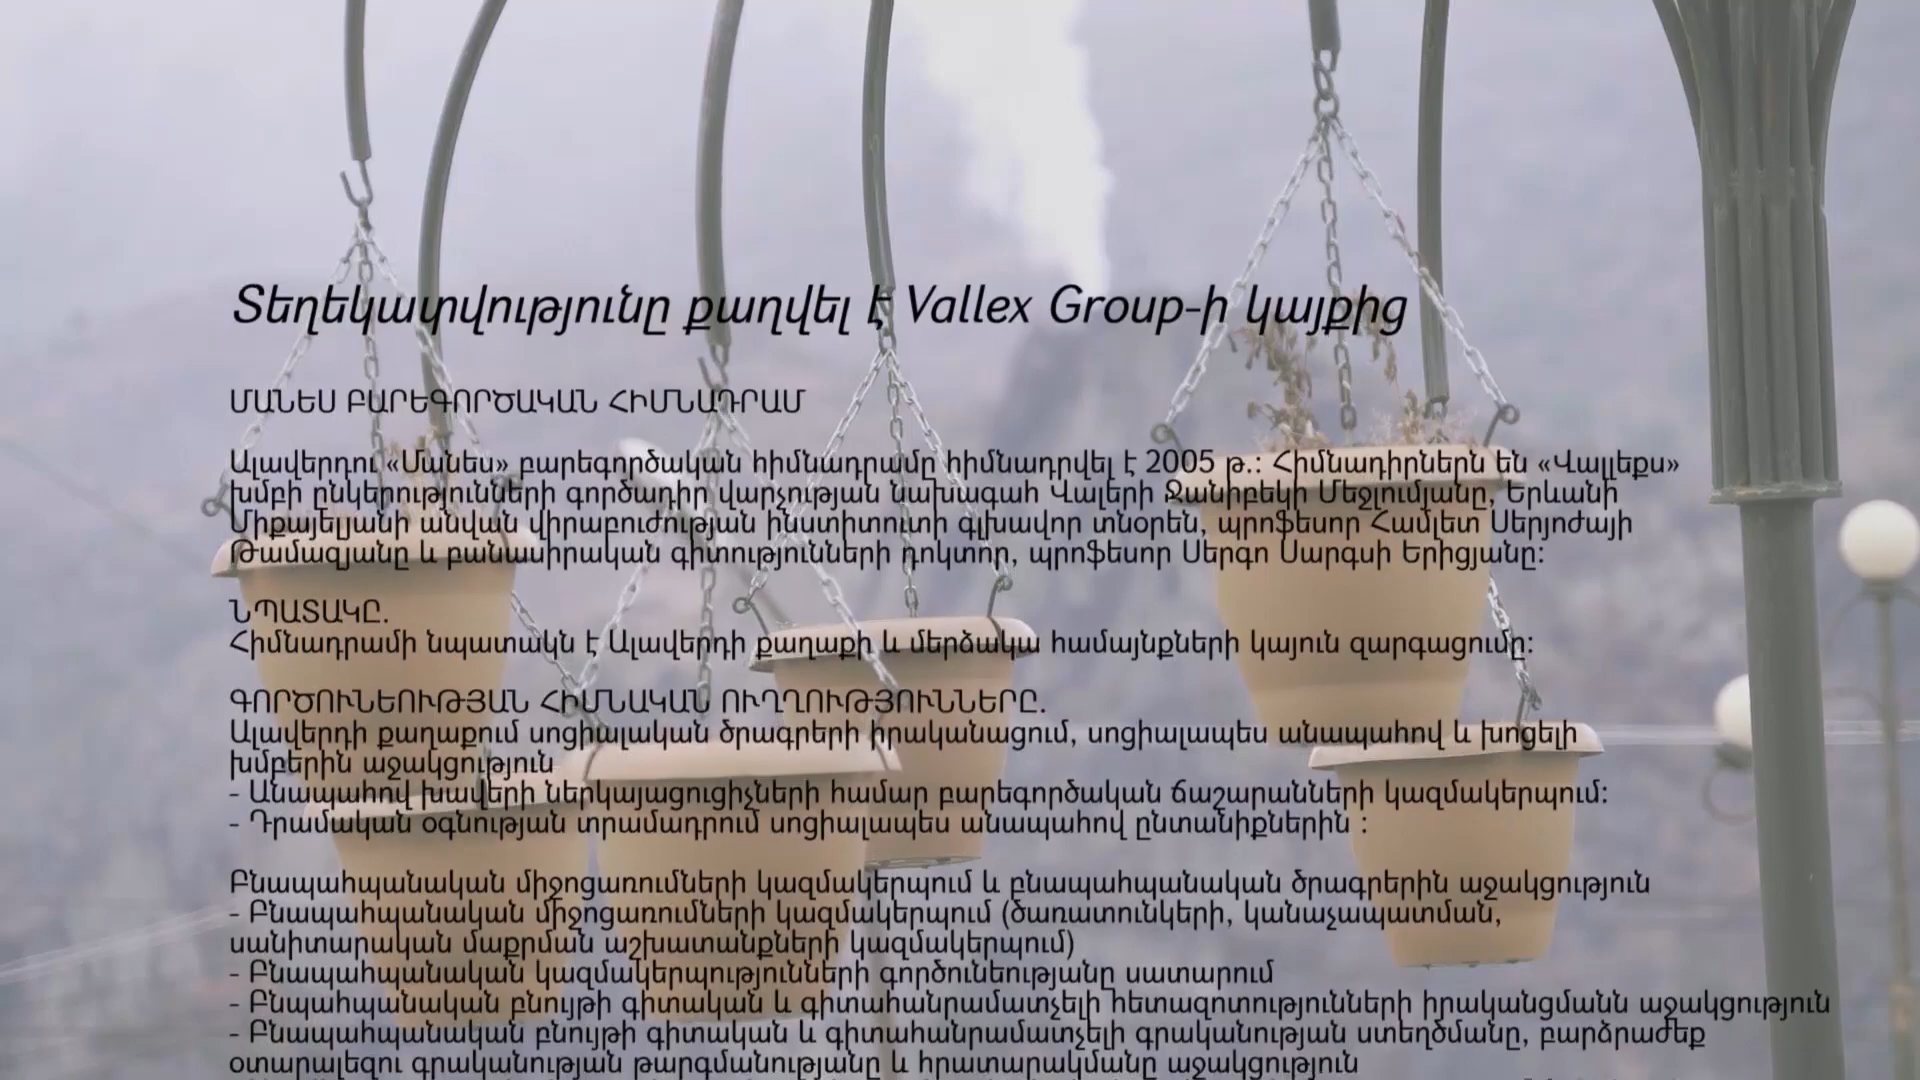 Տեղեկատվությունը քաղվել է Vallex Group-ի կայքից
ՄԱՆԵՍ ԲԱՐԵԳՈՐԾԱԿԱՆ ՀԻՄՆԱԴՐԱՄ
Ալավերդու «Մանես» բարեգործական հիմնադրամը հիմնադրվել է 2005 թ.: Հիմնադիրներն են «Վալլեքս»
խմբի ընկերությունների գործադիր վարչության նախագահ Վալերի Ջանիբեկի Մեջլումյանը, Երևանի
Միքայելյանի անվան վիրաբուժության ինստիտուտի գլխավոր տնօրեն, պրոֆեսոր Համլետ Սերյոժայի
Թամազյանը և բանասիրական գիտությունների դոկտոր, պրոֆեսոր Սերգո Սարգսի Երիցյանը:
ՆՊԱՏԱԿԸ.
Հիմնադրամի նպատակն է Ալավերդի քաղաքի և մերձակա համայնքների կայուն զարգացումը:
ԳՈՐԾՈՒՆԵՈՒԹՅԱՆ ՀԻՄՆԱԿԱՆ ՈՒՂՂՈՒԹՅՈՒՆՆԵՐԸ.
Ալավերդի քաղաքում սոցիալական ծրագրերի իրականացում, սոցիալապես անապահով և խոցելի
խմբերին աջակցություն
- Անապահով խավերի ներկայացուցիչների համար բարեգործական ճաշարանների կազմակերպում:
- Դրամական օգնության տրամադրում սոցիալապես անապահով ընտանիքներին :
Բնապահպանական միջոցառումների կազմակերպում և բնապահպանական ծրագրերին աջակցություն
- Բնապահպանական միջոցառումների կազմակերպում (ծառատունկերի, կանաչապատման,
սանիտարական մաքրման աշխատանքների կազմակերպում)
- Բնապահպանական կազմակերպությունների գործունեությանը սատարում
- Բնպահպանական բնույթի գիտական և գիտահանրամատչելի հետազոտությունների իրականցմանն աջակցություն
- Բնապահպանական բնույթի գիտական և գիտահանրամատչելի գրականության ստեղծմանը, բարձրաժեք
օտարալեզու գրականության թարգմանությանը և հրատարակմանը աջակցություն